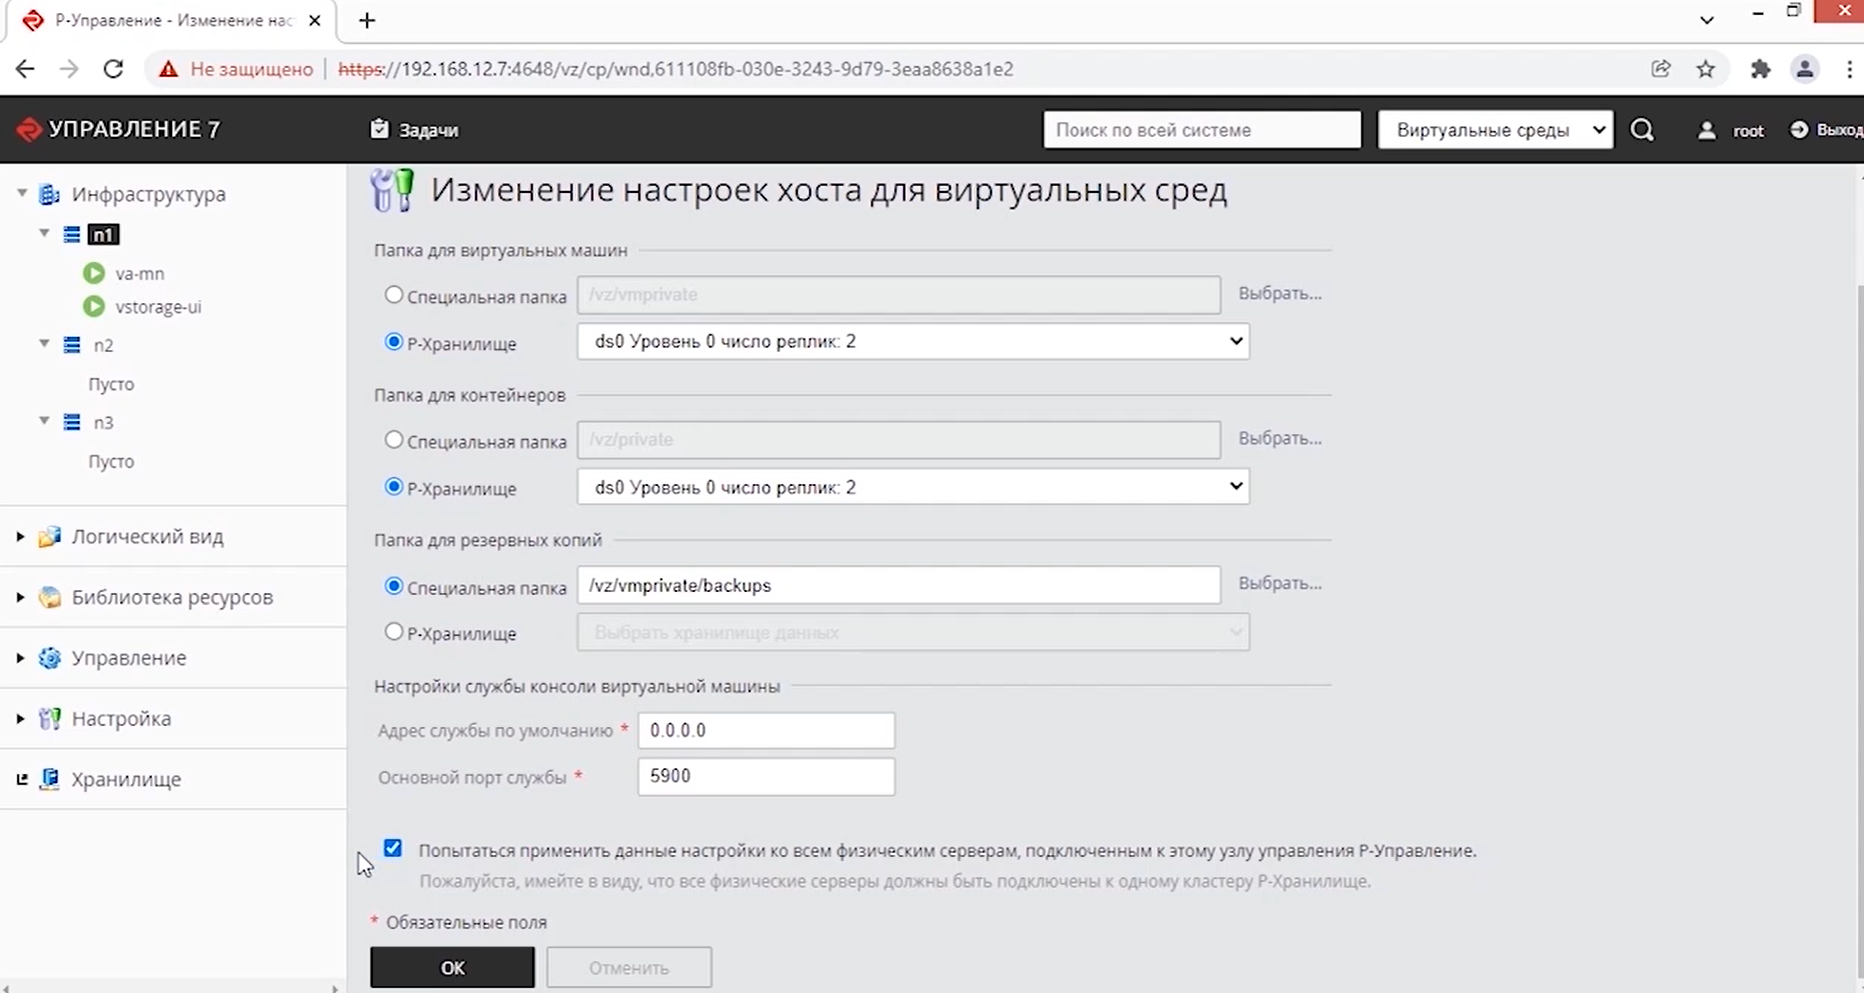 Р-Управление - Изменение нас
Не защищено | https://192.168.12.7:4648/vz/cp/wnd,611108fb-030e-3243-9d79-3eaa8638a1e2
УПРАВЛЕНИЕ 7
Задачи
Поиск по всей системе
Виртуальные среды
root
Выход
Инфраструктура
n1
va-mn
vstorage-ui
n2
Пусто
n3
Пусто
Логический вид
Библиотека ресурсов
Управление
Настройка
Хранилище
Изменение настроек хоста для виртуальных сред
Папка для виртуальных машин
Специальная папка /vz/vmprivate Выбрать...
Р-Хранилище ds0 Уровень 0 число реплик: 2
Папка для контейнеров
Специальная папка /vz/private Выбрать...
Р-Хранилище ds0 Уровень 0 число реплик: 2
Папка для резервных копий
Специальная папка /vz/vmprivate/backups Выбрать...
Р-Хранилище Выбрать хранилище данных
Настройки службы консоли виртуальной машины
Адрес службы по умолчанию * 0.0.0.0
Основной порт службы * 5900
Попытаться применить данные настройки ко всем физическим серверам, подключенным к этому узлу управления Р-Управление.
Пожалуйста, имейте в виду, что все физические серверы должны быть подключены к одному кластеру Р-Хранилище.
* Обязательные поля
ОК
Отменить